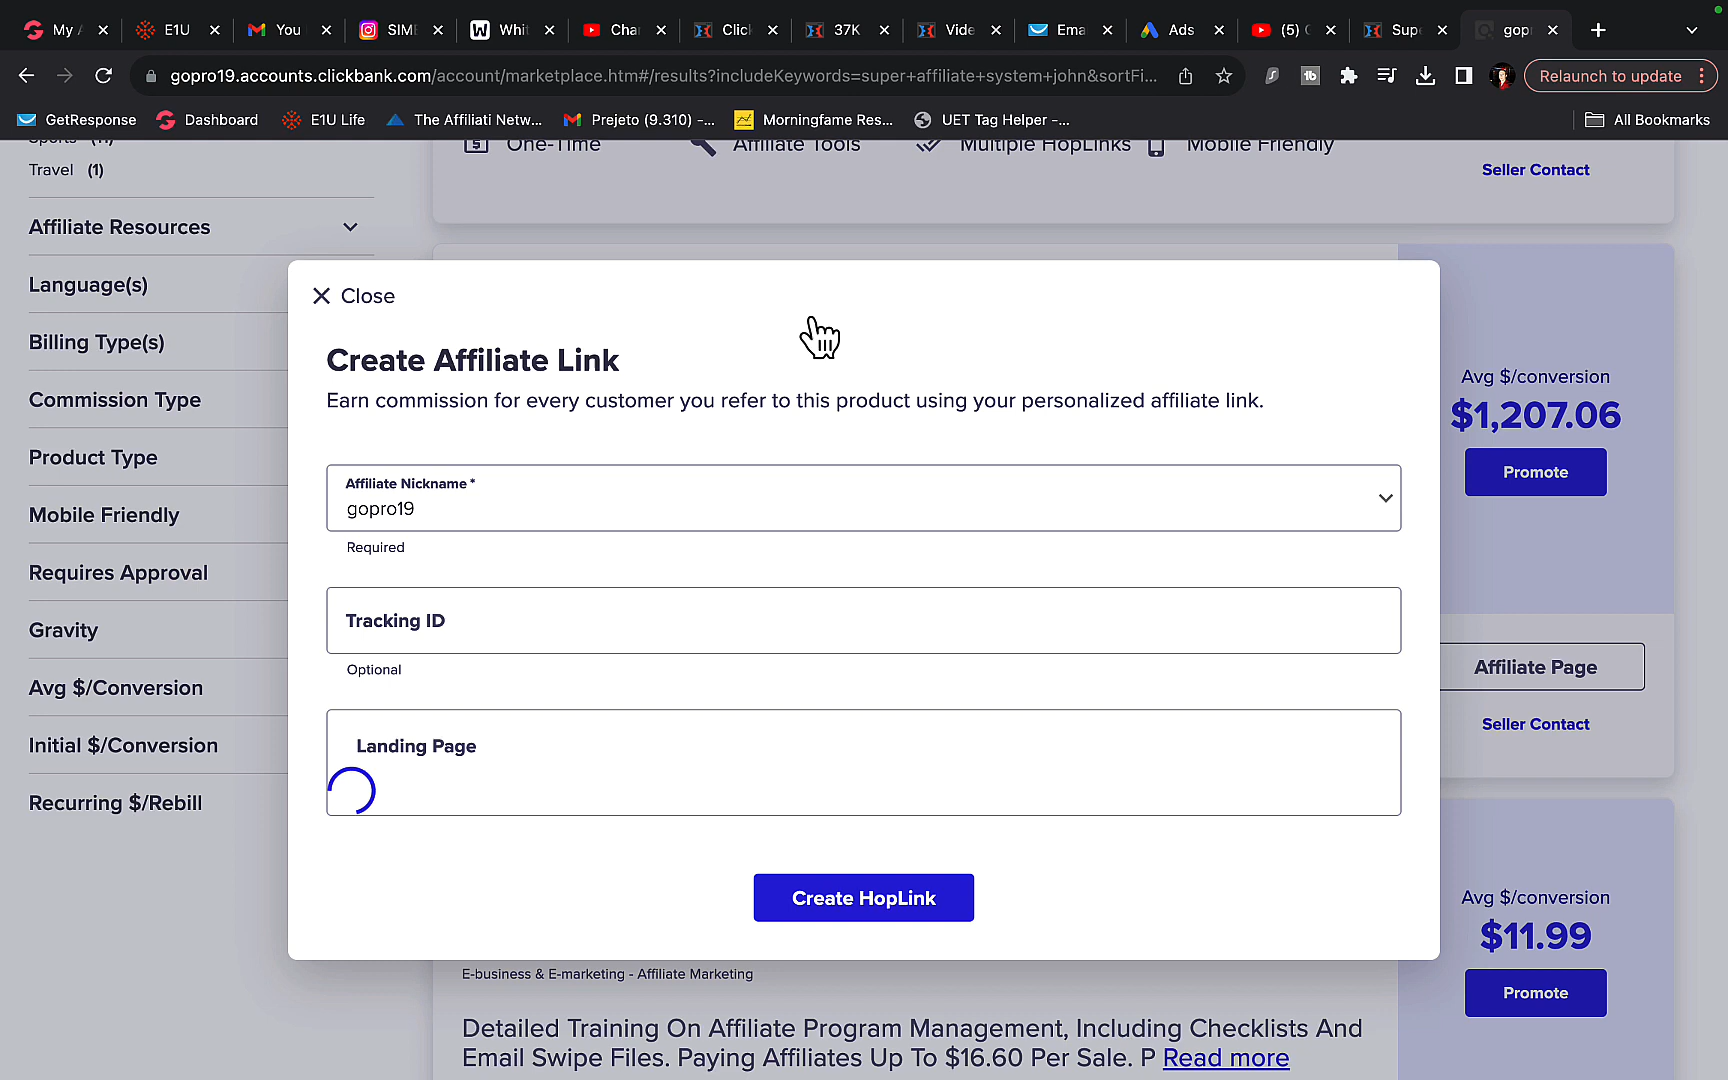 My A
E1U
You
SIMI
Whit
Chan
Click
37K
Vide
Ema
Ads
(5) C
Supe
gopr
gopro19.accounts.clickbank.com/account/marketplace.htm#/results?includeKeywords=super+affiliate+system+john&sortFi...
Relaunch to update
GetResponse
Dashboard
E1U Life
The Affiliati Netw...
Prejeto (9.310) -...
Morningfame Res...
UET Tag Helper -...
All Bookmarks
Sports
Travel (1)
One-Time
Affiliate Tools
Multiple HopLinks
Mobile Friendly
Seller Contact
Affiliate Resources
Language(s)
Billing Type(s)
Commission Type
Product Type
Mobile Friendly
Requires Approval
Gravity
Avg $/Conversion
Initial $/Conversion
Recurring $/Rebill
Close
Create Affiliate Link
Earn commission for every customer you refer to this product using your personalized affiliate link.
Affiliate Nickname *
gopro19
Required
Tracking ID
Optional
Landing Page
Create HopLink
Avg $/conversion
$1,207.06
Promote
Affiliate Page
Seller Contact
Avg $/conversion
$11.99
Promote
E-business & E-marketing - Affiliate Marketing
Detailed Training On Affiliate Program Management, Including Checklists And
Email Swipe Files. Paying Affiliates Up To $16.60 Per Sale. P Read more